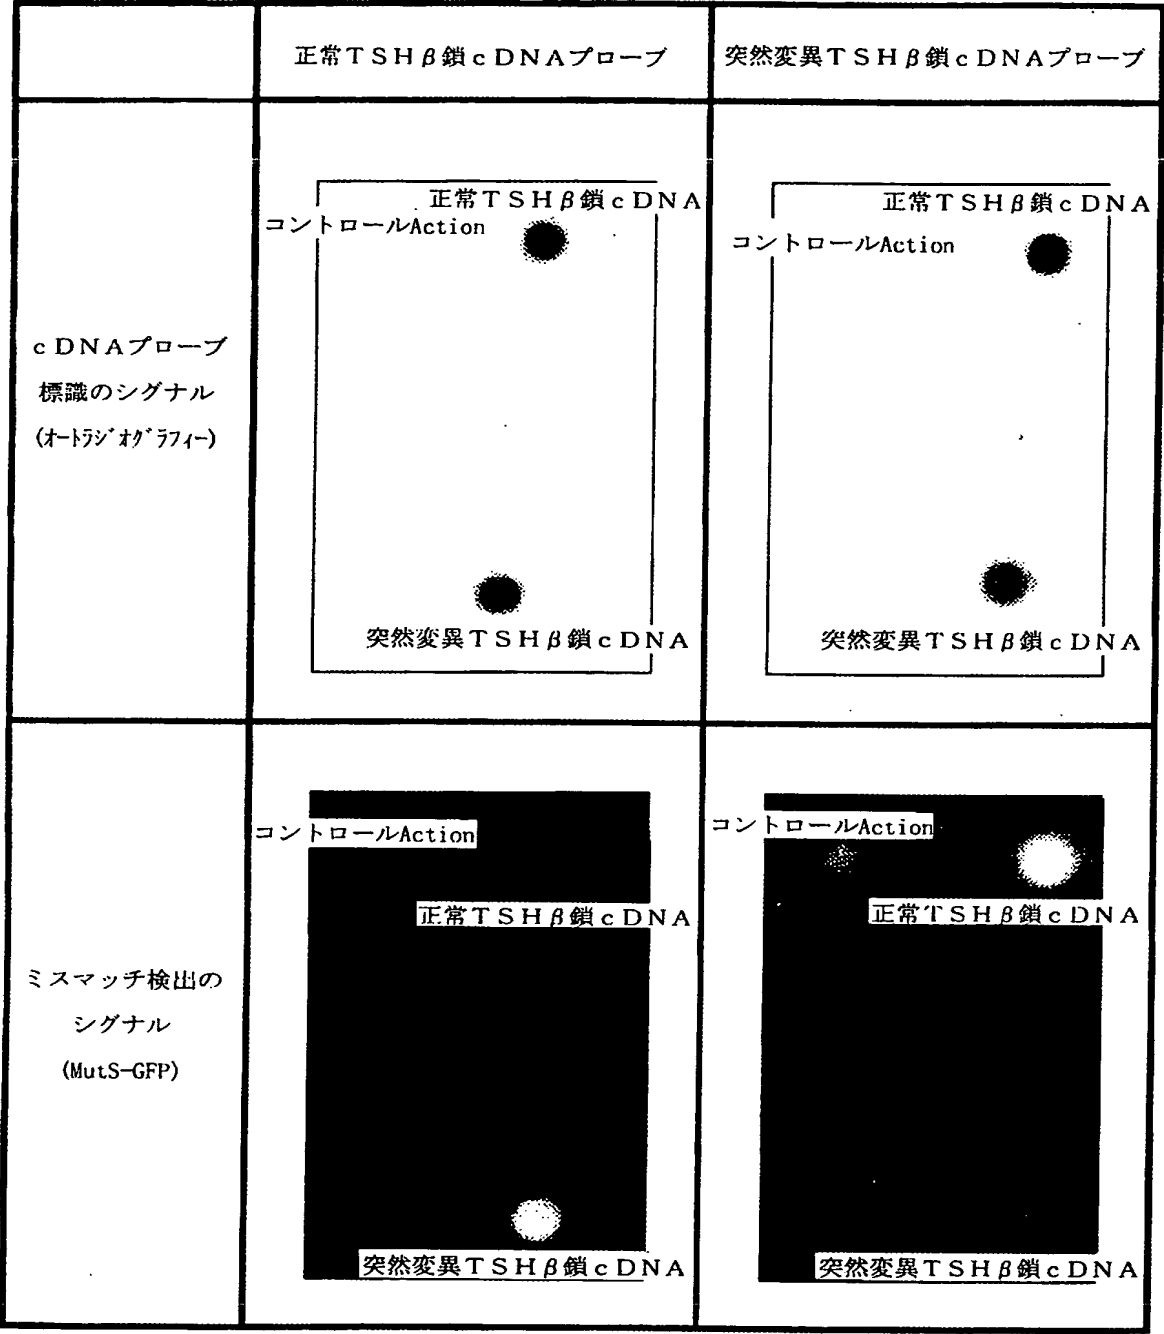 正常TSHβ鎖cDNAプローブ
突然変異TSHβ鎖cDNAプローブ
cDNAプローブ
標識のシグナル
(ｵｰﾄﾗｼﾞｵｸﾞﾗﾌｨｰ)
正常TSHβ鎖cDNA
コントロールAction
突然変異TSHβ鎖cDNA
正常TSHβ鎖cDNA
コントロールAction
突然変異TSHβ鎖cDNA
ミスマッチ検出の
シグナル
(MutS-GFP)
コントロールAction
正常TSHβ鎖cDNA
突然変異TSHβ鎖cDNA
コントロールAction
正常TSHβ鎖cDNA
突然変異TSHβ鎖cDNA